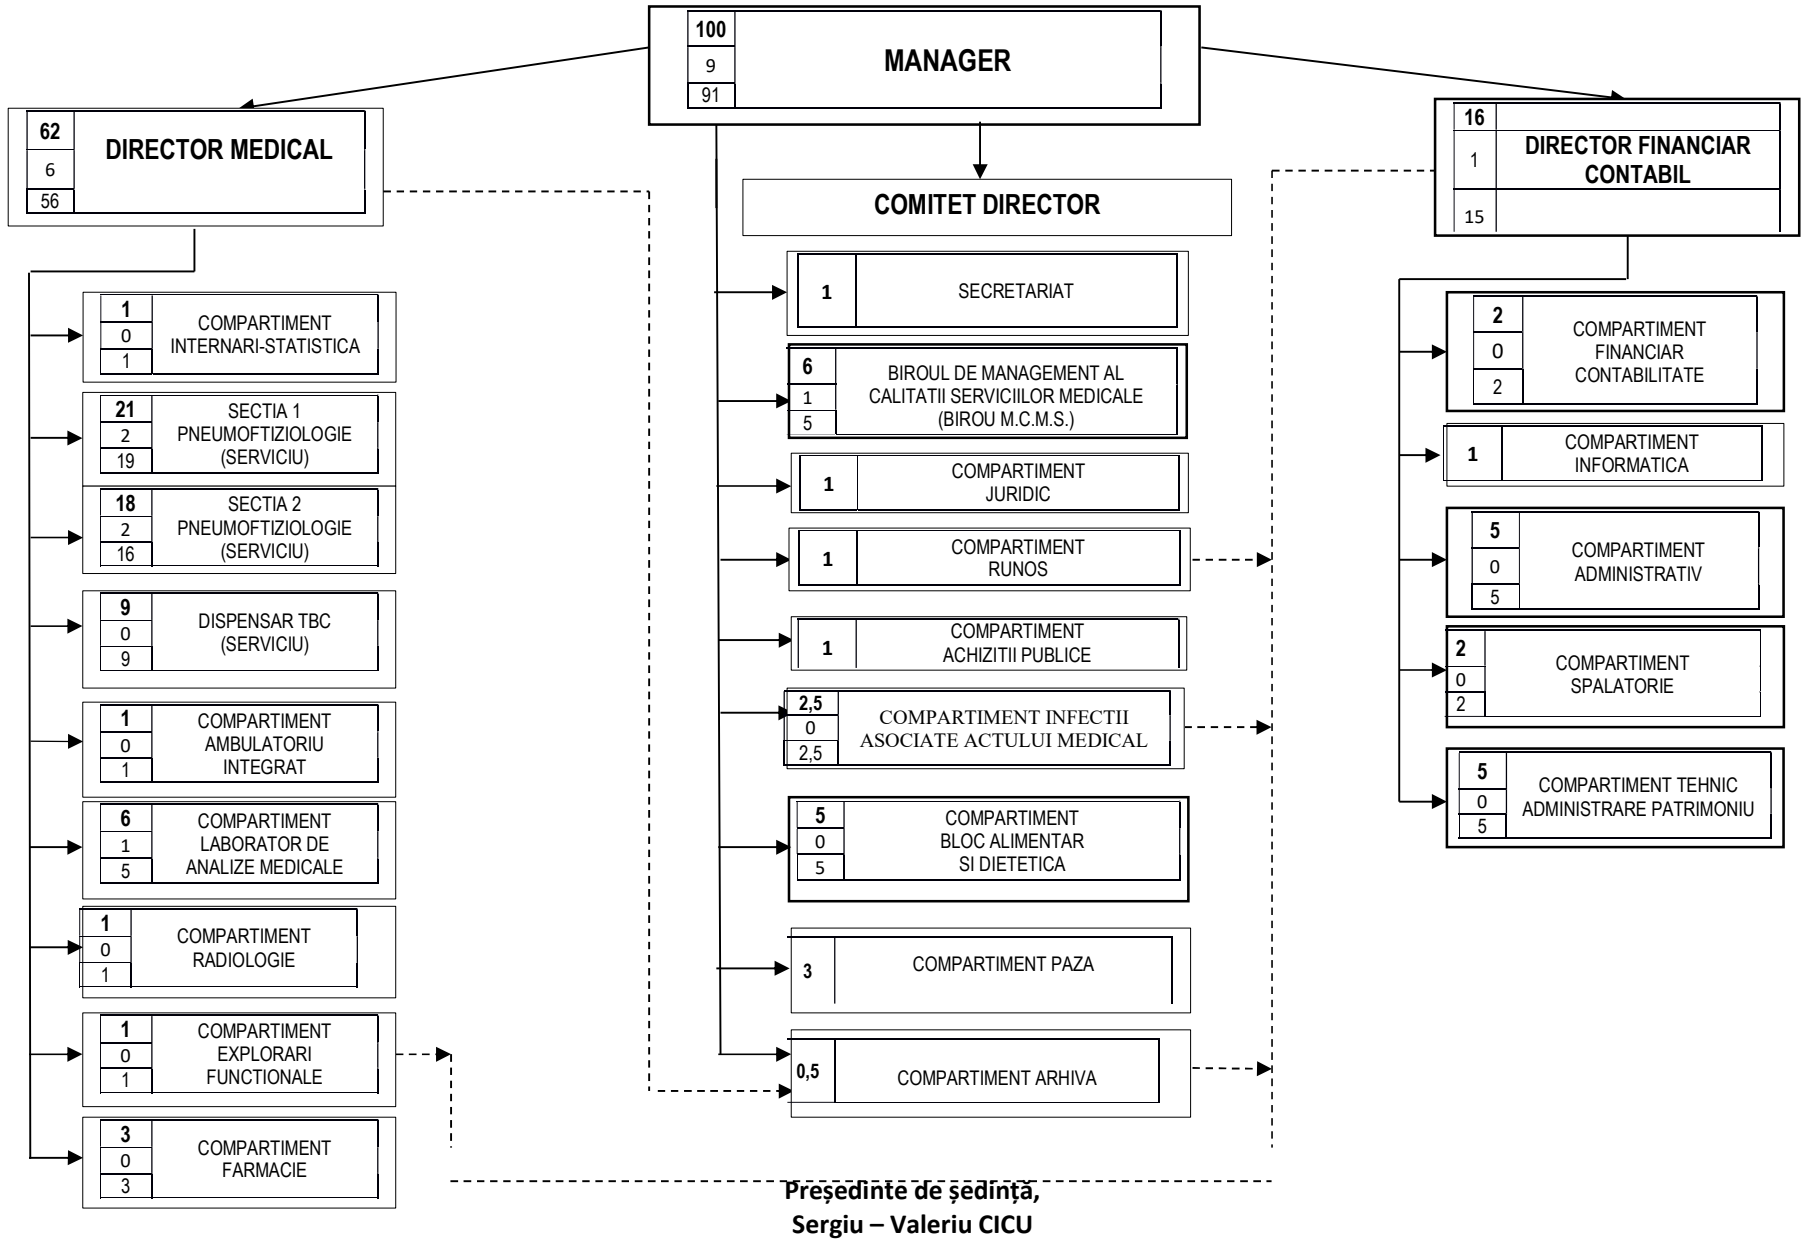 100
9
91
MANAGER
62
6
56
DIRECTOR MEDICAL
16
1
15
DIRECTOR FINANCIAR
CONTABIL
COMITET DIRECTOR
1
0
1
COMPARTIMENT
INTERNARI-STATISTICA
21
2
19
SECTIA 1
PNEUMOFTIZIOLOGIE
(SERVICIU)
18
2
16
SECTIA 2
PNEUMOFTIZIOLOGIE
(SERVICIU)
9
0
9
DISPENSAR TBC
(SERVICIU)
1
0
1
COMPARTIMENT
AMBULATORIU
INTEGRAT
6
1
5
COMPARTIMENT
LABORATOR DE
ANALIZE MEDICALE
1
0
1
COMPARTIMENT
RADIOLOGIE
1
0
1
COMPARTIMENT
EXPLORARI
FUNCTIONALE
3
0
3
COMPARTIMENT
FARMACIE
1
SECRETARIAT
6
1
5
BIROUL DE MANAGEMENT AL
CALITATII SERVICIILOR MEDICALE
(BIROU M.C.M.S.)
1
COMPARTIMENT
JURIDIC
1
COMPARTIMENT
RUNOS
1
COMPARTIMENT
ACHIZITII PUBLICE
2,5
0
2,5
COMPARTIMENT INFECTII
ASOCIATE ACTULUI MEDICAL
5
0
5
COMPARTIMENT
BLOC ALIMENTAR
SI DIETETICA
3
COMPARTIMENT PAZA
0,5
COMPARTIMENT ARHIVA
2
0
2
COMPARTIMENT
FINANCIAR
CONTABILITATE
1
COMPARTIMENT
INFORMATICA
5
0
5
COMPARTIMENT
ADMINISTRATIV
2
0
2
COMPARTIMENT
SPALATORIE
5
0
5
COMPARTIMENT TEHNIC
ADMINISTRARE PATRIMONIU
Președinte de ședință,
Sergiu – Valeriu CICU